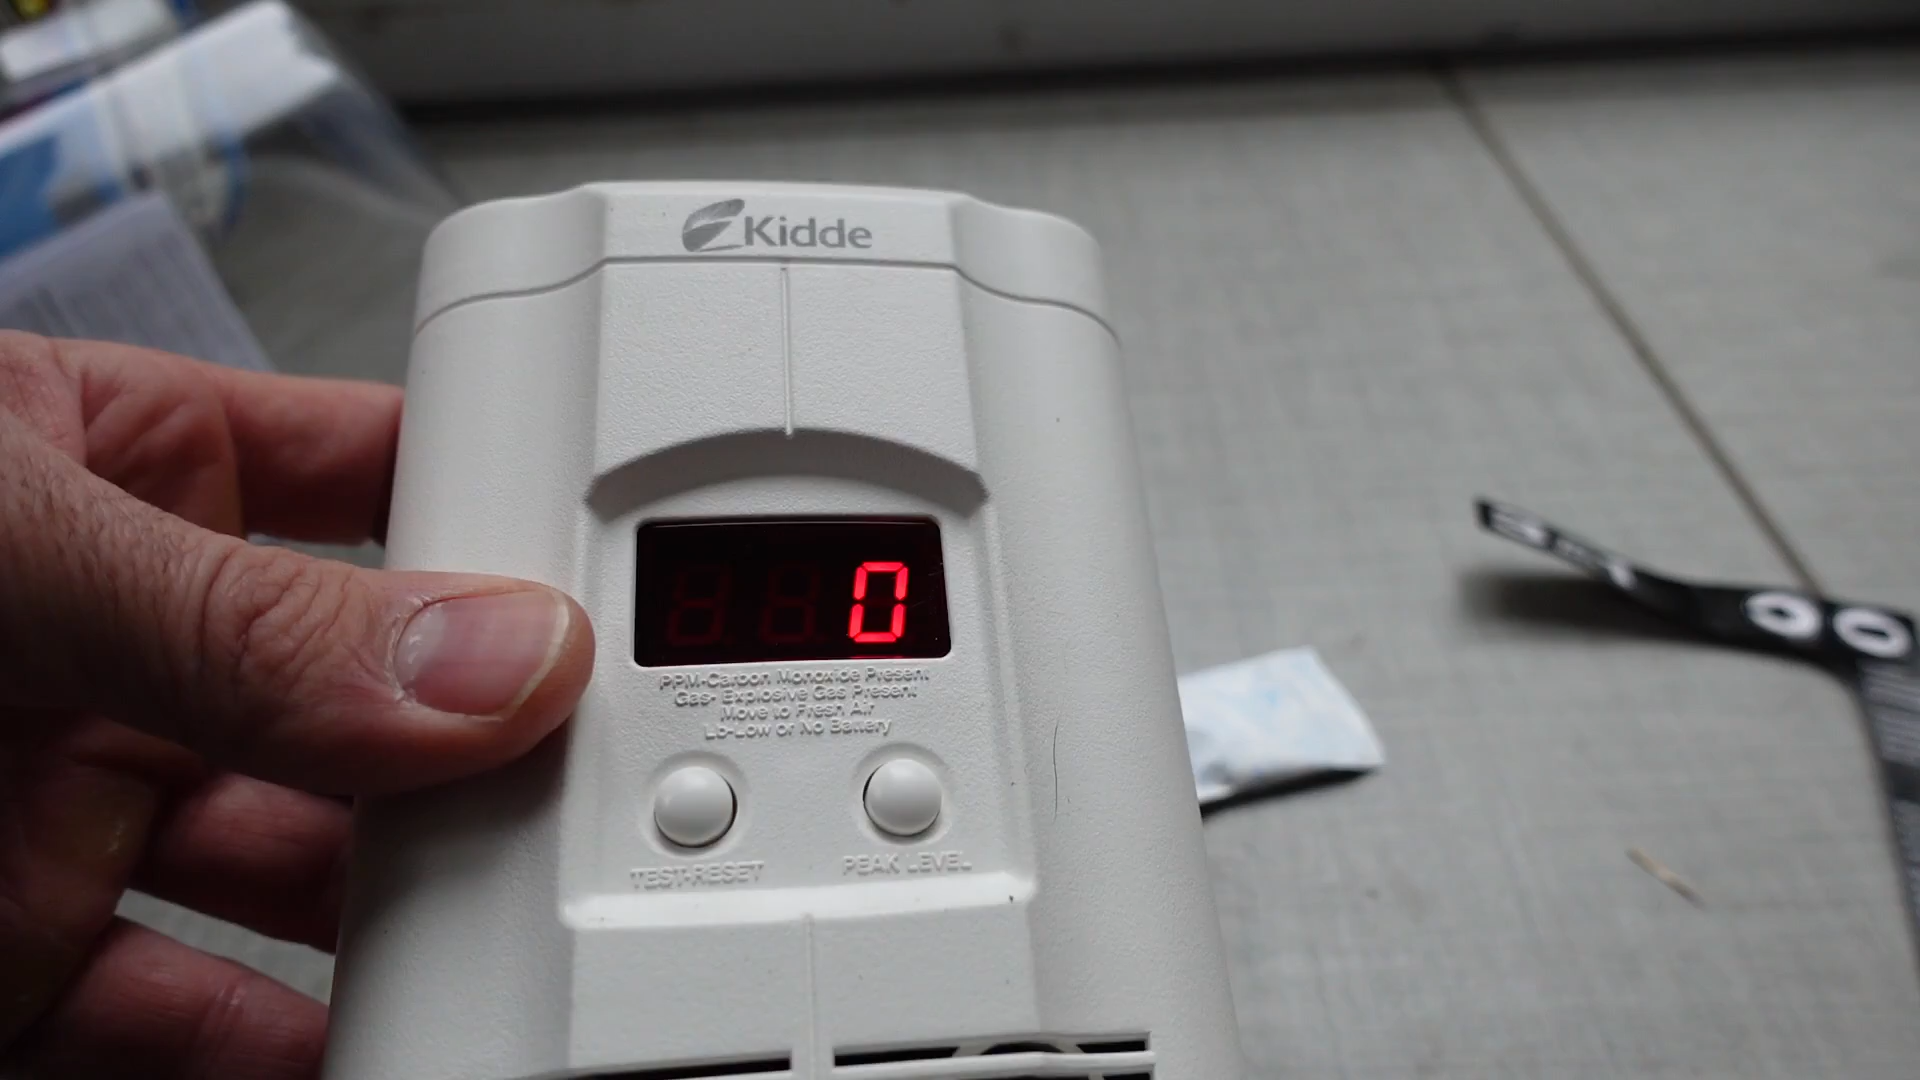 Kidde
0
PPM-Carbon Monoxide Present
Gas- Explosive Gas Present
Move to Fresh Air
Lb-Low or No Battery
TEST-RESET
PEAK LEVEL